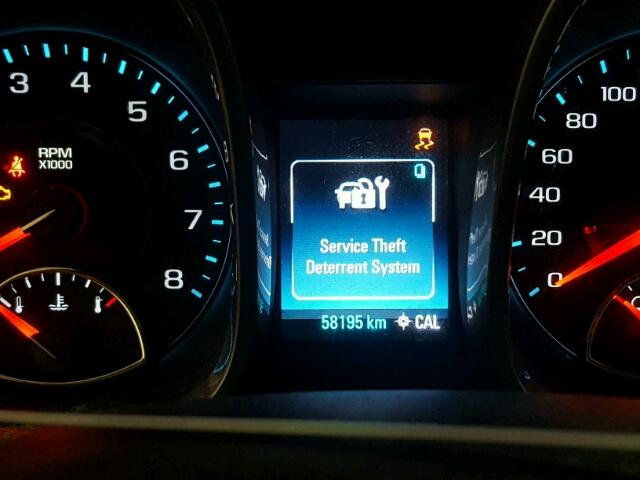 3 4 5 6 7 8
RPM
X1000
Service Theft
Deterrent System
58195 km CAL
100
80
60
40
20
0